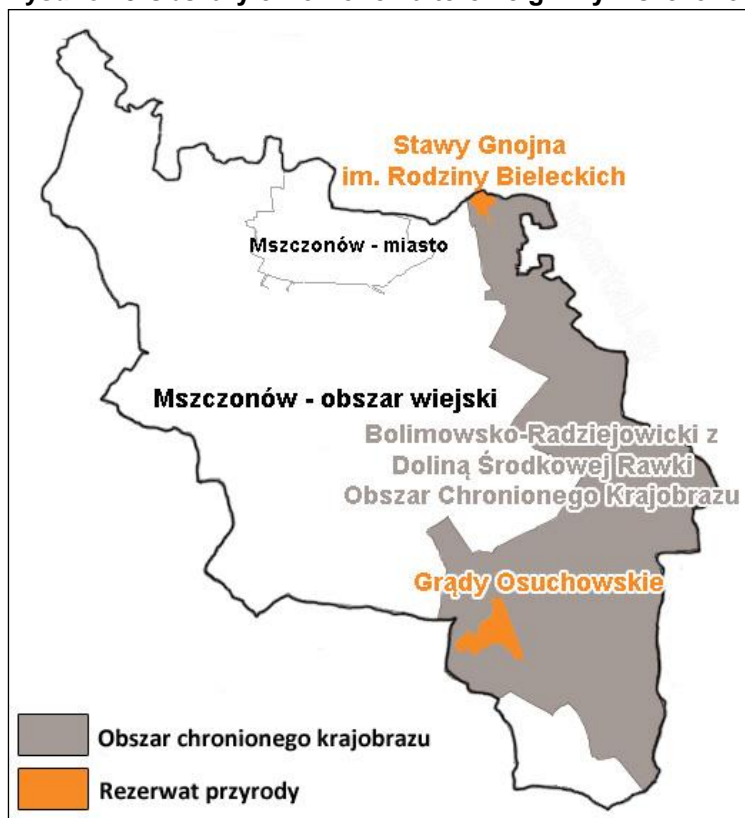 Stawy Gnojna
im. Rodziny Bieleckich
Mszczonów - miasto
Mszczonów - obszar wiejski
Bolimowsko-Radziejowicki z
Doliną Środkowej Rawki
Obszar Chronionego Krajobrazu
Grądy Osuchowskie
Obszar chronionego krajobrazu
Rezerwat przyrody